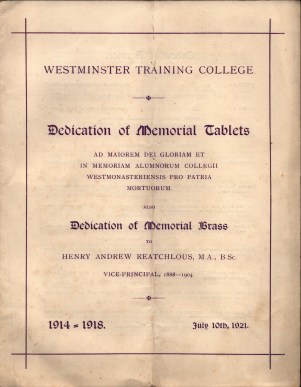 WESTMINSTER TRAINING COLLEGE.
Dedication of Memorial Tablets
AD MAIOREM DEI GLORIAM ET
IN MEMORIAM ALUMNORUM COLLEGII
WESTMONASTERIENSIS PRO PATRIA
MORTUORUM.
ALSO
Dedication of Memorial Brass
TO
HENRY ANDREW REATCHLOUS, M.A., B.Sc.
VICE-PRINCIPAL, 1888—1904.
1914 = 1918.
July 10th, 1921.